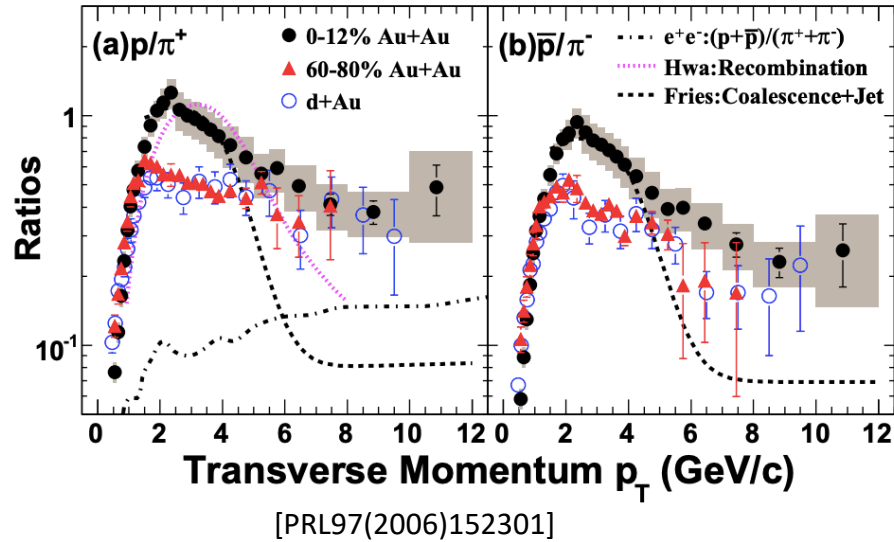 (a)p/π⁺
0-12% Au+Au
60-80% Au+Au
d+Au
(b)p̅/π⁻
e⁺e⁻:(p+p̅)/(π⁺+π⁻)
Hwa:Recombination
Fries:Coalescence+Jet
Ratios
1
10⁻¹
0 2 4 6 8 10 12
0 2 4 6 8 10 12
Transverse Momentum p_T (GeV/c)
[PRL97(2006)152301]